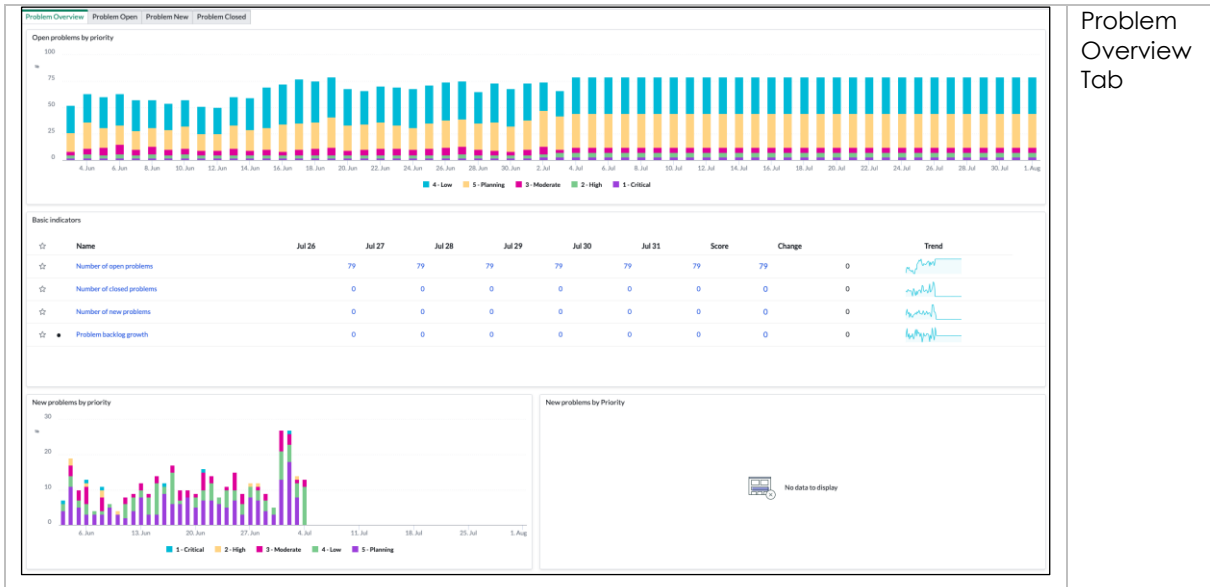 Problem Overview Problem Open Problem New Problem Closed
Problem
Overview
Tab
Open problems by priority
100
#
75
50
25
0
4. Jun 6. Jun 8. Jun 10. Jun 12. Jun 14. Jun 16. Jun 18. Jun 20. Jun 22. Jun 24. Jun 26. Jun 28. Jun 30. Jun 2. Jul 4. Jul 6. Jul 8. Jul 10. Jul 12. Jul 14. Jul 16. Jul 18. Jul 20. Jul 22. Jul 24. Jul 26. Jul 28. Jul 30. Jul 1. Aug
4 - Low 5 - Planning 3 - Moderate 2 - High 1 - Critical
Basic indicators
Name Jul 26 Jul 27 Jul 28 Jul 29 Jul 30 Jul 31 Score Change Trend
Number of open problems 79 79 79 79 79 79 79 0
Number of closed problems 0 0 0 0 0 0 0 0
Number of new problems 0 0 0 0 0 0 0 0
Problem backlog growth 0 0 0 0 0 0 0 0
New problems by priority
30
#
20
10
0
6. Jun 13. Jun 20. Jun 27. Jun 4. Jul 11. Jul 18. Jul 25. Jul 1. Aug
1 - Critical 2 - High 3 - Moderate 4 - Low 5 - Planning
New problems by Priority
No data to display